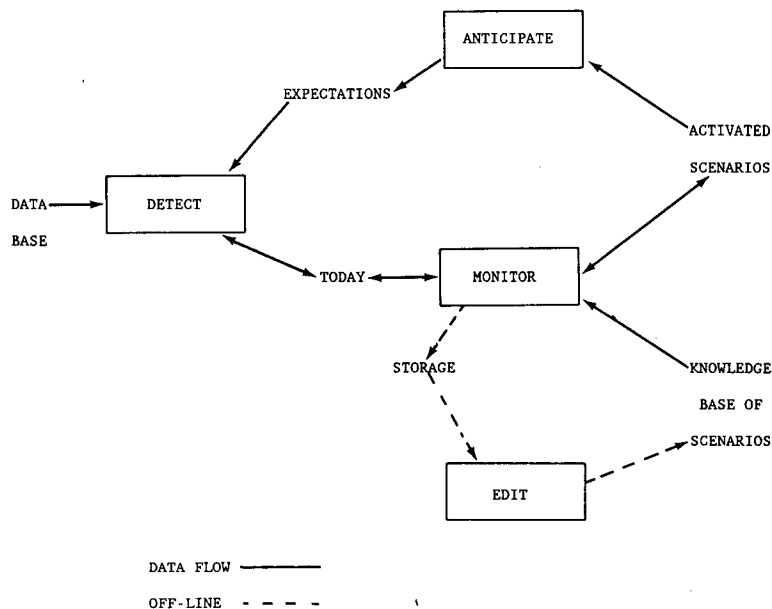 ANTICIPATE
EXPECTATIONS
ACTIVATED
SCENARIOS
DATA
BASE
DETECT
TODAY
MONITOR
STORAGE
KNOWLEDGE
BASE OF
SCENARIOS
EDIT
DATA FLOW
OFF-LINE